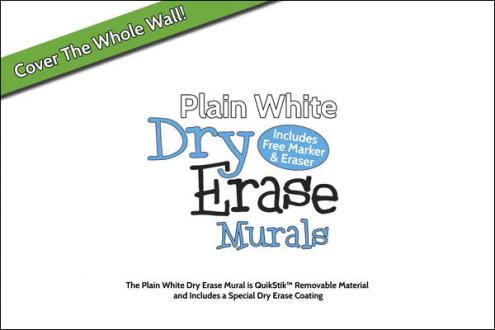 Cover The Whole Wall!
Plain White
Dry
Includes
Free Marker
& Eraser
Erase
Murals
The Plain White Dry Erase Mural is QuikStik™ Removable Material
and Includes a Special Dry Erase Coating